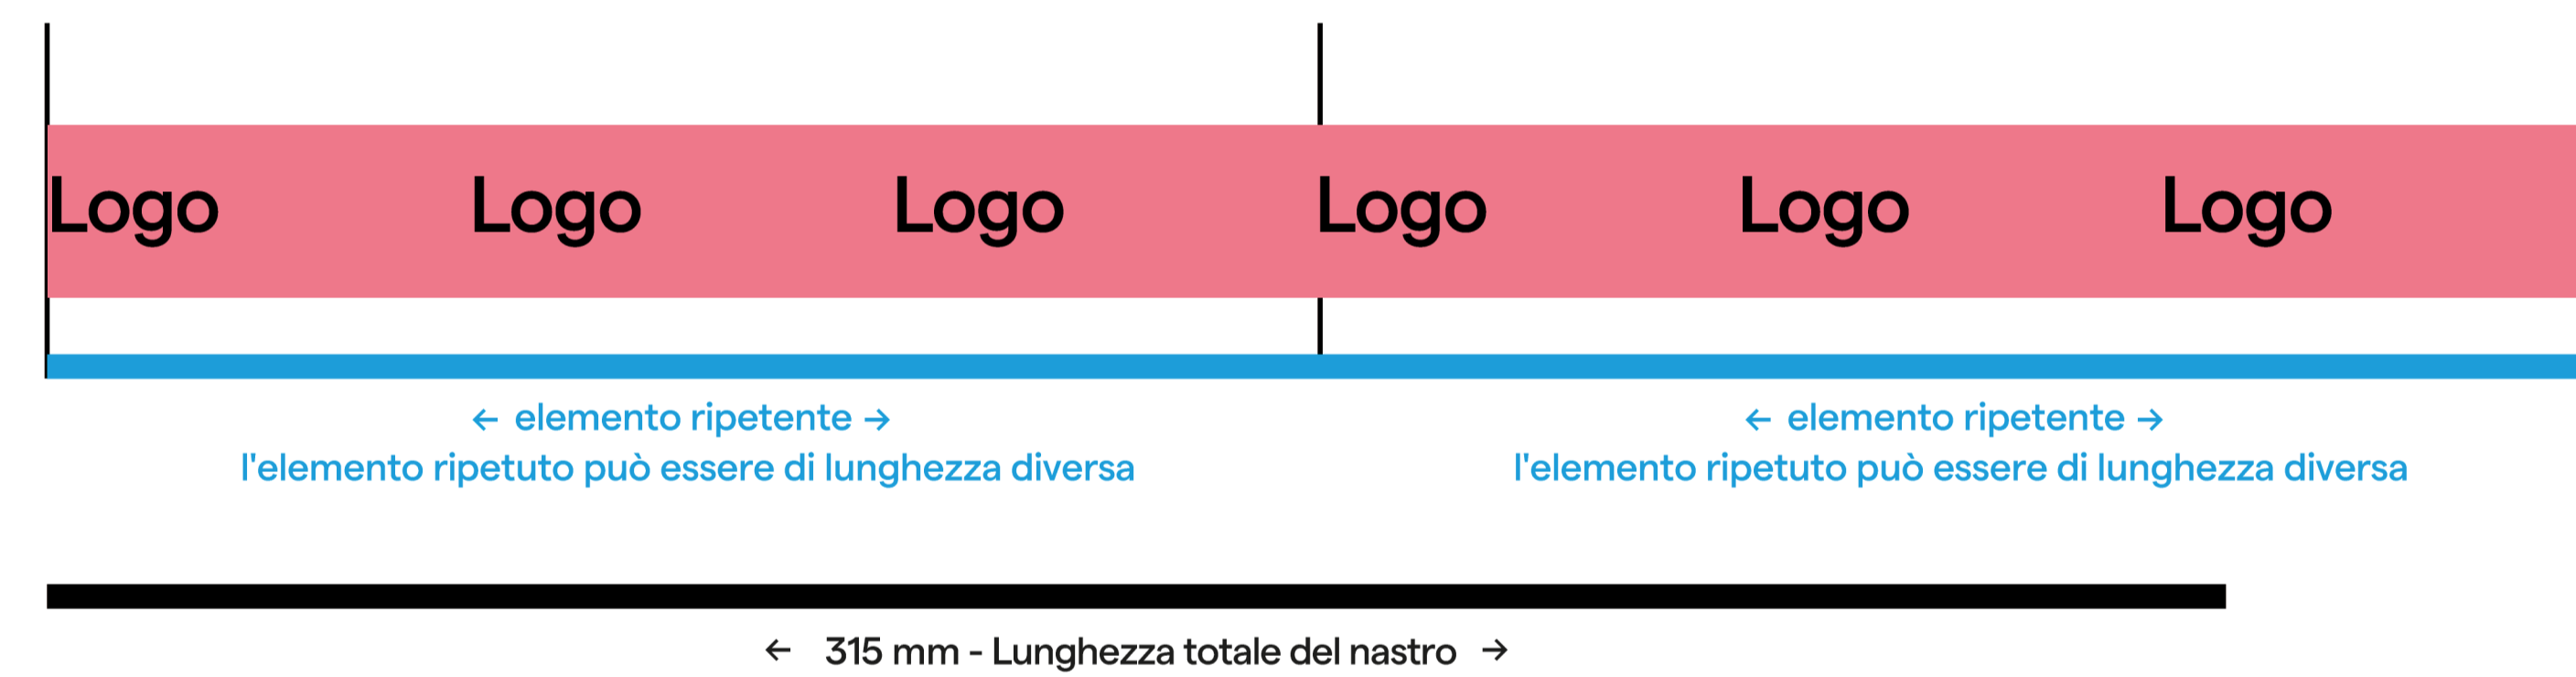 Logo Logo Logo Logo Logo Logo
← elemento ripetente → ← elemento ripetente →
l'elemento ripetuto può essere di lunghezza diversa l'elemento ripetuto può essere di lunghezza diversa
← 315 mm - Lunghezza totale del nastro →